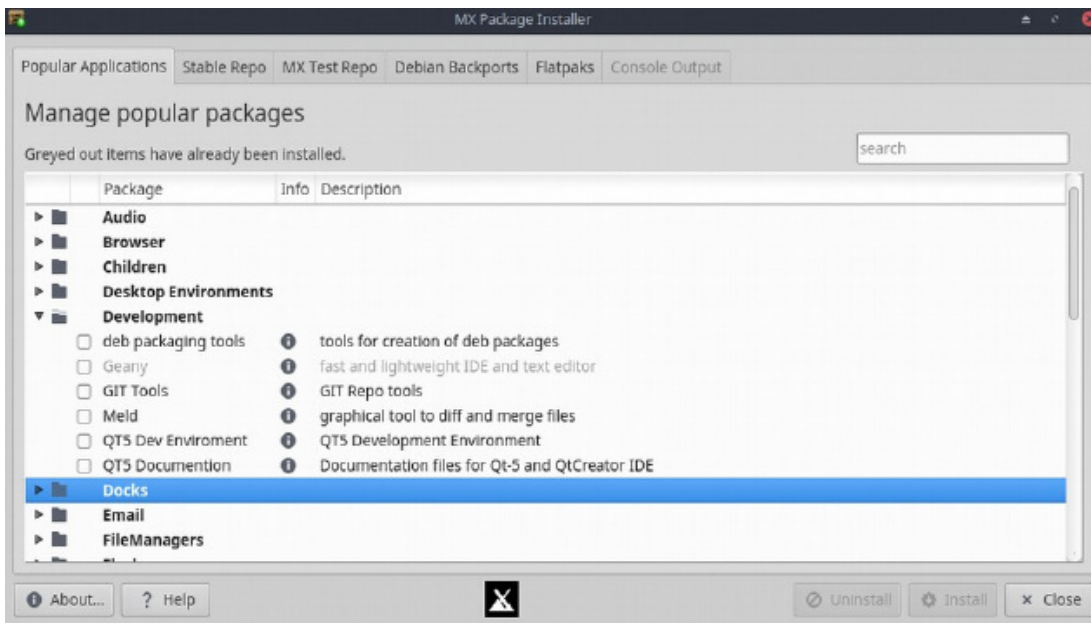 MX Package Installer
Popular Applications Stable Repo MX Test Repo Debian Backports Flatpaks Console Output
Manage popular packages
Greyed out items have already been installed.
search
Package Info Description
Audio
Browser
Children
Desktop Environments
Development
deb packaging tools tools for creation of deb packages
Geany fast and lightweight IDE and text editor
GIT Tools GIT Repo tools
Meld graphical tool to diff and merge files
QT5 Dev Enviroment QT5 Development Environment
QT5 Documention Documentation files for Qt-5 and QtCreator IDE
Docks
Email
FileManagers
About... ? Help Uninstall Install × Close